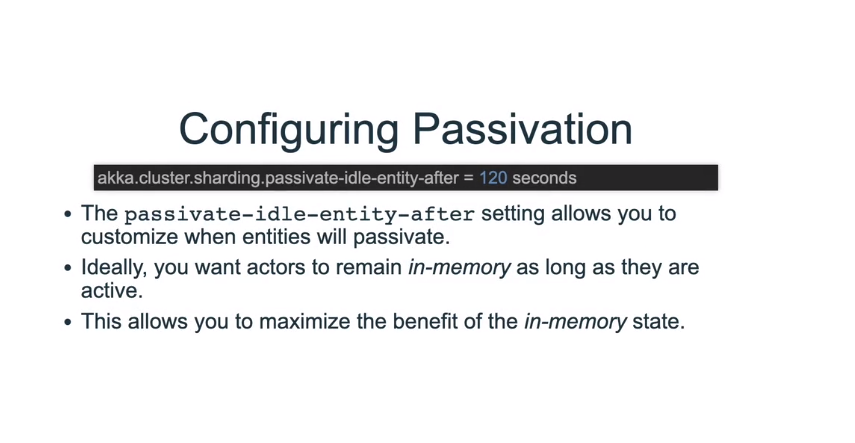 Configuring Passivation
akka.cluster.sharding.passivate-idle-entity-after = 120 seconds
• The passivate-idle-entity-after setting allows you to
customize when entities will passivate.
• Ideally, you want actors to remain in-memory as long as they are
active.
• This allows you to maximize the benefit of the in-memory state.